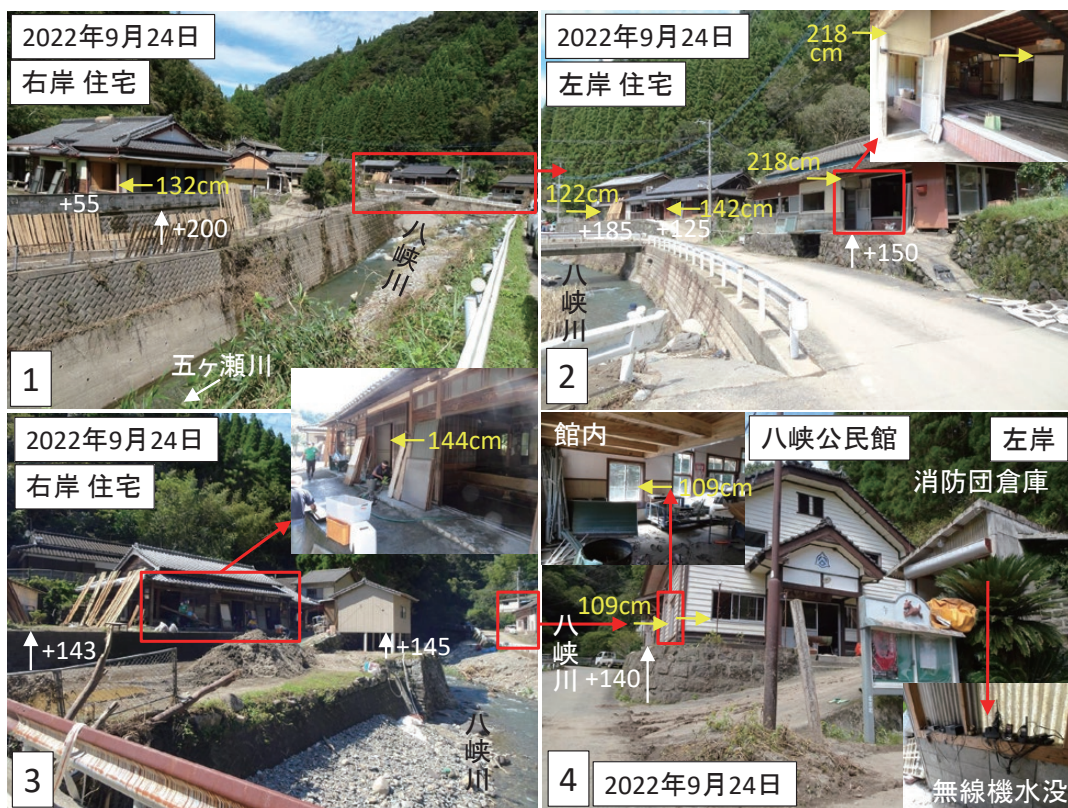 2022年9月24日
右岸 住宅
132cm
+55
+200
八峡川
五ヶ瀬川
1
2022年9月24日
左岸 住宅
218
cm
218cm
122cm
142cm
+185
+125
+150
八峡川
2
2022年9月24日
右岸 住宅
144cm
+143
+145
八峡川
3
館内
109cm
八峡公民館
左岸
消防団倉庫
109cm
八峡川
+140
4
2022年9月24日
無線機水没